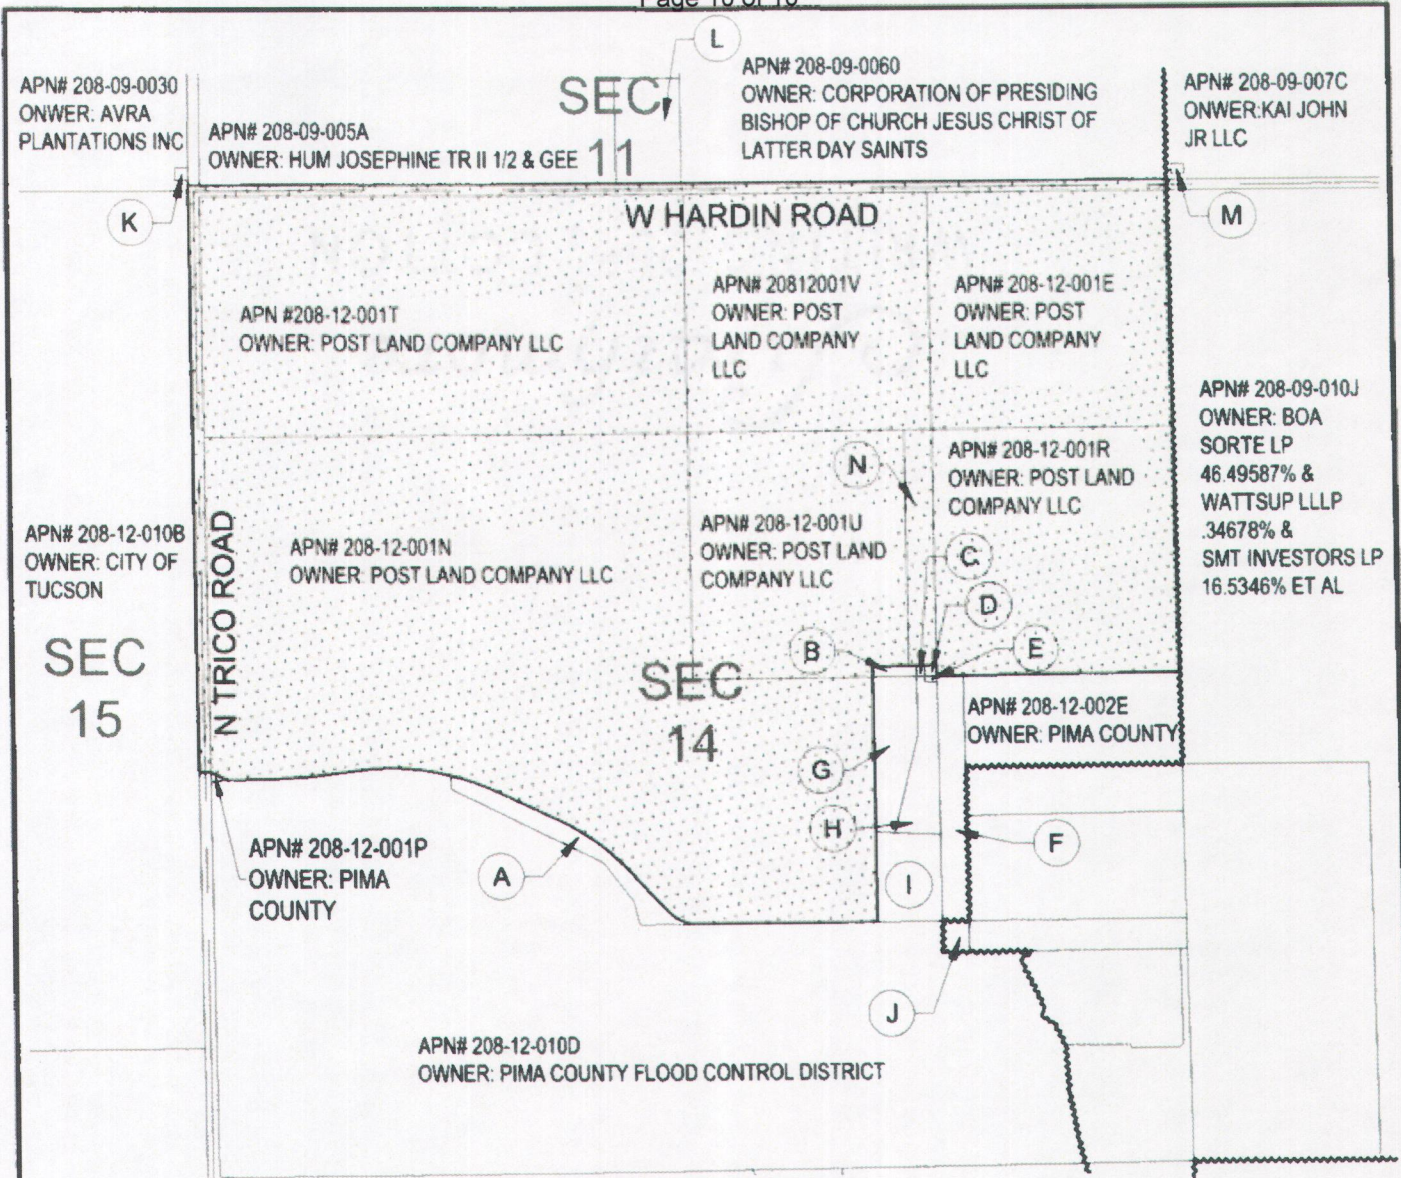 Page 16 of 16
L
APN# 208-09-0030
ONWER: AVRA
PLANTATIONS INC
APN# 208-09-005A
OWNER: HUM JOSEPHINE TR II 1/2 & GEE
SEC
11
APN# 208-09-0060
OWNER: CORPORATION OF PRESIDING
BISHOP OF CHURCH JESUS CHRIST OF
LATTER DAY SAINTS
APN# 208-09-007C
ONWER:KAI JOHN
JR LLC
K
W HARDIN ROAD
M
APN #208-12-001T
OWNER: POST LAND COMPANY LLC
APN# 20812001V
OWNER: POST
LAND COMPANY
LLC
APN# 208-12-001E
OWNER: POST
LAND COMPANY
LLC
APN# 208-09-010J
OWNER: BOA
SORTE LP
46.49587% &
WATTSUP LLLP
.34678% &
SMT INVESTORS LP
16.5346% ET AL
N
APN# 208-12-001R
OWNER: POST LAND
COMPANY LLC
APN# 208-12-010B
OWNER: CITY OF
TUCSON
SEC
15
N TRICO ROAD
APN# 208-12-001N
OWNER: POST LAND COMPANY LLC
APN# 208-12-001U
OWNER: POST LAND
COMPANY LLC
C
D
B
E
SEC
14
APN# 208-12-002E
OWNER: PIMA COUNTY
G
H
F
APN# 208-12-001P
OWNER: PIMA
COUNTY
A
I
J
APN# 208-12-010D
OWNER: PIMA COUNTY FLOOD CONTROL DISTRICT